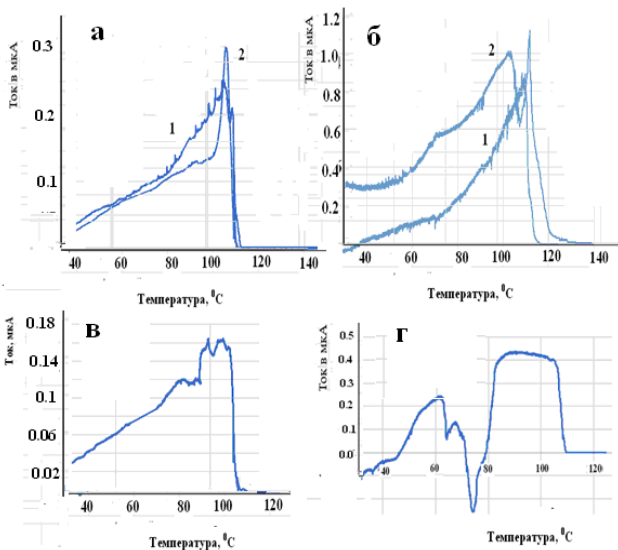 а
Ток в мкА
0.3
0.2
0.1
1
2
40 60 80 100 120 140
Температура, ⁰С
б
Ток в мкА
1.2
1.0
0.8
0.6
0.4
0.2
2
1
40 60 80 100 120 140
Температура, ⁰С
в
Ток, мкА
0.18
0.14
0.1
0.06
0.02
40 60 80 100 120
Температура, ⁰С
г
Ток в мкА
0.5
0.4
0.3
0.2
0.1
0.0
40 60 80 100 120
Температура, ⁰С